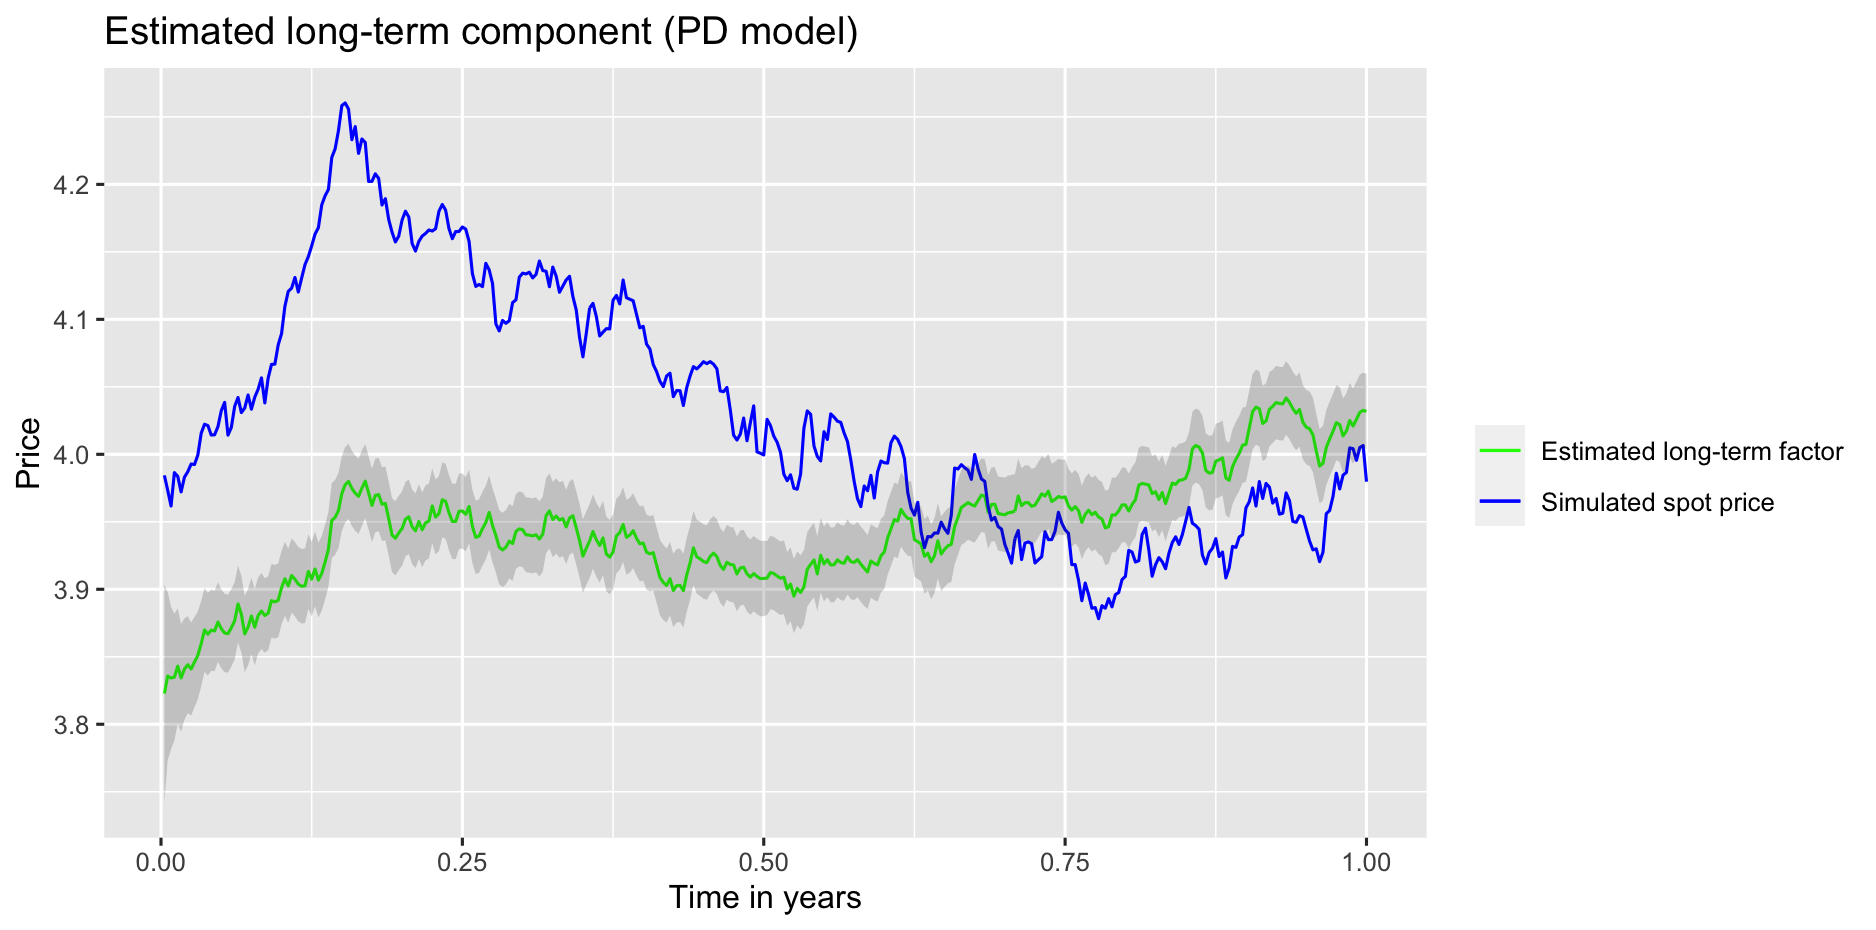 Estimated long-term component (PD model)
Price
4.2
4.1
4.0
3.9
3.8
0.00 0.25 0.50 0.75 1.00
Time in years
Estimated long-term factor
Simulated spot price